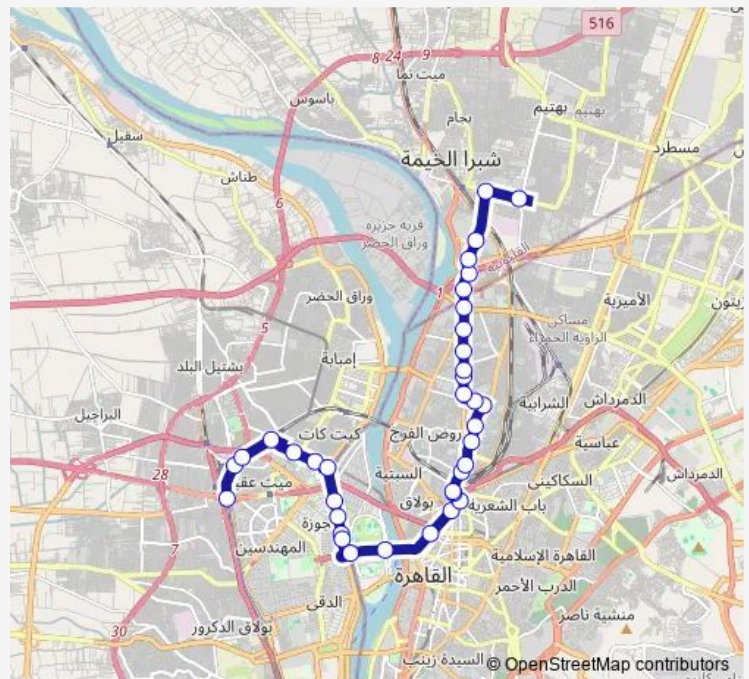 516
8 24
9
ميت نما
باسوس
بهتيم
بهتيم
بجام
سقيل
مسطرد
شبرا الخيمة
طناش
6
قرية جزيرة
وراق الحضر
القليوبية
1
وراق الحضر
الأميرية
زيتون
5
مساكن
الزاوية الحمراء
إمبابة
بشتيل البلد
الشرابية
الدمرداش
البراجيل
كيت كات
روض الفرج
عباسية
28
السبتية
السكاكيني
الدمرداش
ميت عقبة
بولاق
باب الشعرية
7
المهندسين
القاهرة الإسلامية
القاهرة
الدرب الأحمر
الدقى
منشية ناصر
30
بولاق الدكرور
السيدة زينب
© OpenStreetMap contributors